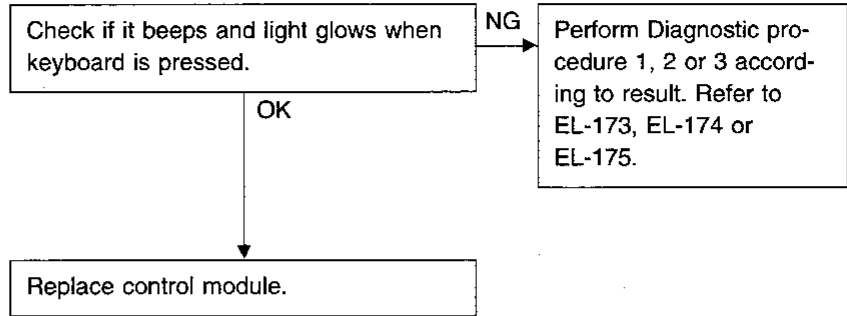 Check if it beeps and light glows when
keyboard is pressed.
NG
Perform Diagnostic pro-
cedure 1, 2 or 3 accord-
ing to result. Refer to
EL-173, EL-174 or
EL-175.
OK
Replace control module.